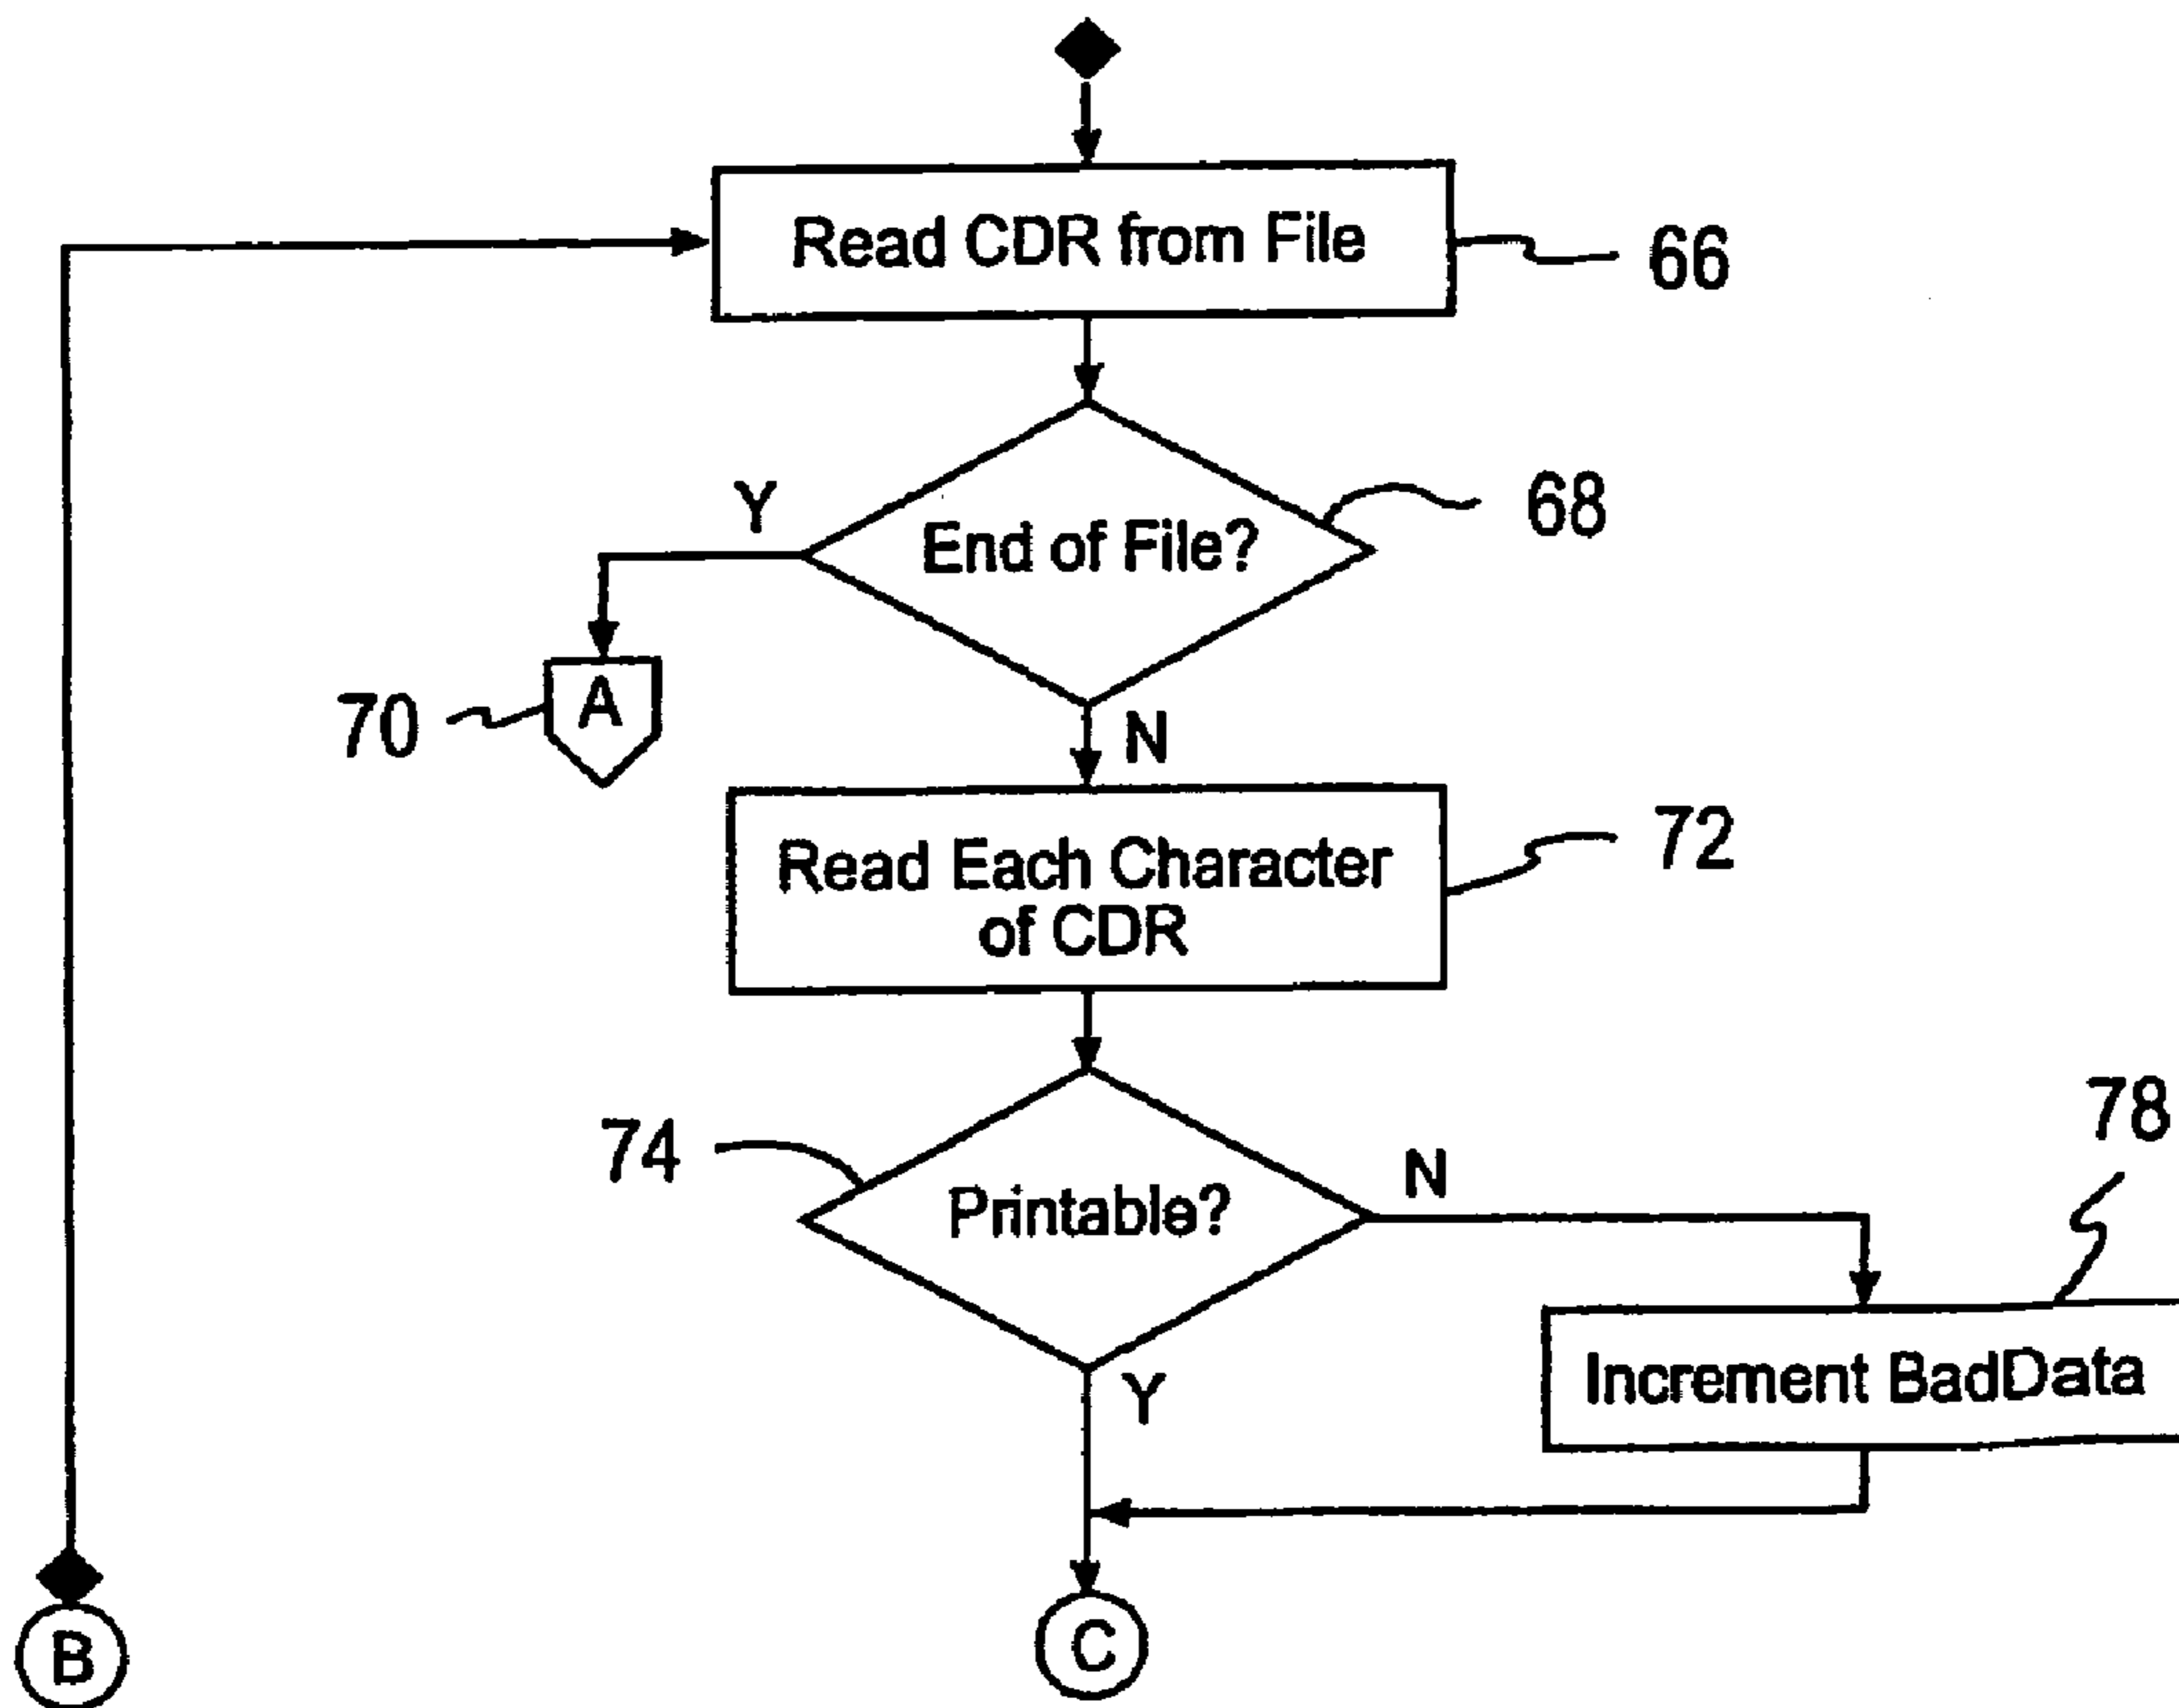 Read CDR from File
66
Y
68
End of File?
70
A
N
72
Read Each Character
of CDR
78
74
N
Printable?
Increment BadData
Y
B
C